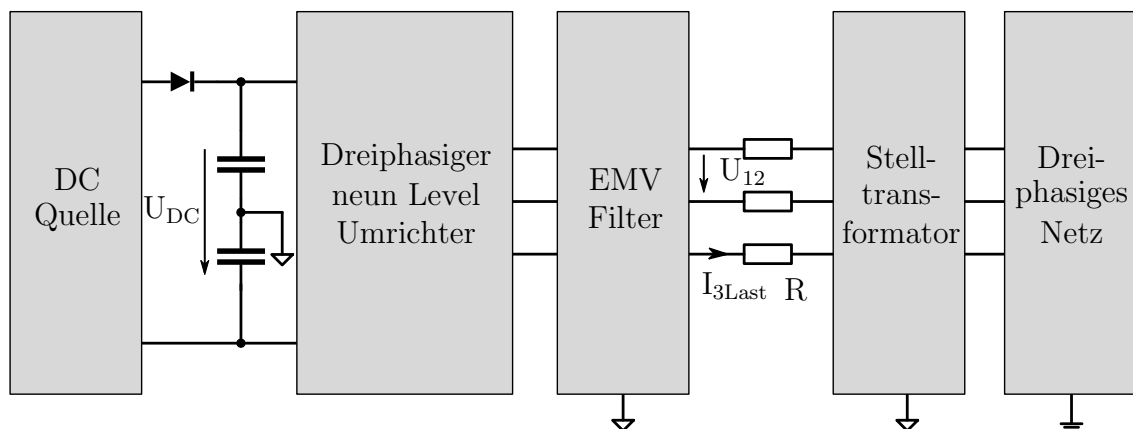 DC
Quelle
U_DC
Dreiphasiger
neun Level
Umrichter
EMV
Filter
U_12
I_3Last
R
Stell-
trans-
formator
Drei-
phasiges
Netz